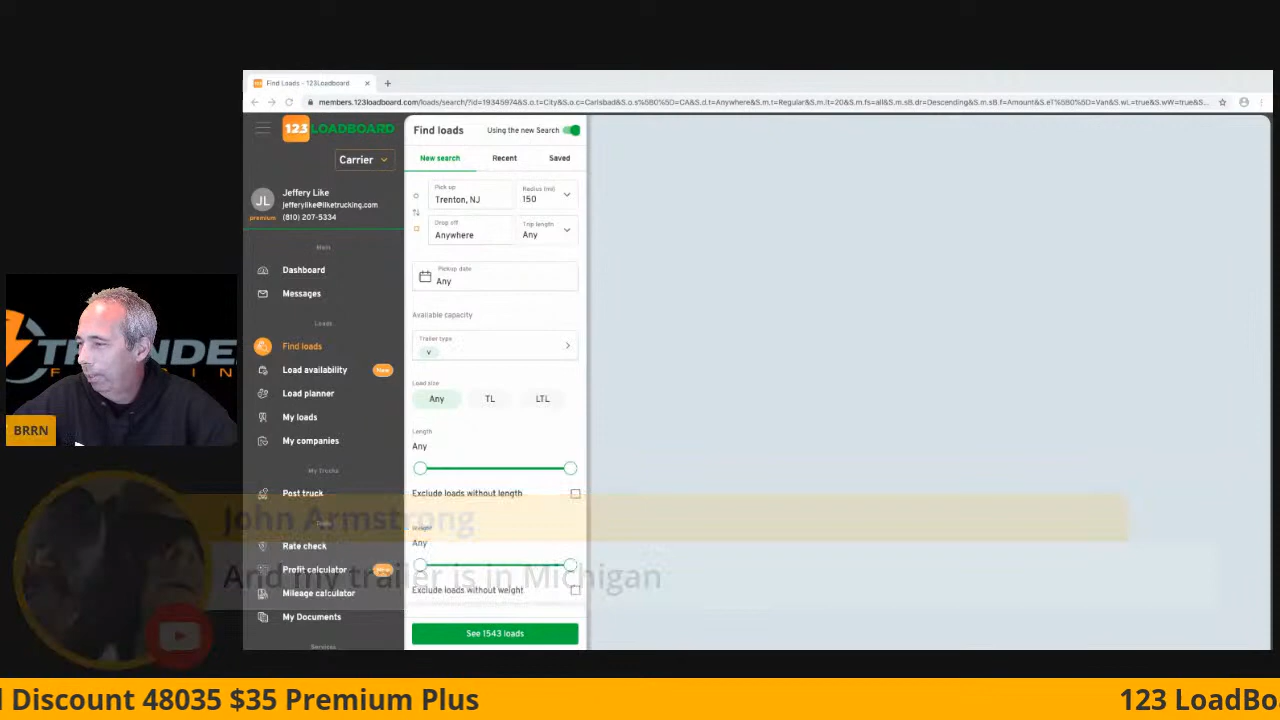 Find Loads - 123Loadboard
members.123loadboard.com/loads/search/?id=19345974&S.o.t=City&S.o.c=Carlsbad&S.o.s%5B0%5D=CA&S.d.t=Anywhere&S.m.t=Regular&S.m.lt=20&S.m.fs=all&S.m.sB.dr=Descending&S.m.sB.f=Amount&S.eT%5B0%5D=Van&S.wL=true&S.wW=true&S...
123 LOADBOARD
Carrier
JL
premium
Jeffery Like
jefferylike@liketrucking.com
(810) 207-5334
Main
Dashboard
Messages
Loads
Find loads
Load availability New
Load planner
My loads
My companies
My Trucks
Post truck
Tools
Rate check
Profit calculator
Mileage calculator
My Documents
Services
Find loads
Using the new Search
New search Recent Saved
Pick up
Trenton, NJ
Radius (mi)
150
Drop off
Anywhere
Trip length
Any
Pickup date
Any
Available capacity
Trailer type
V
Load size
Any TL LTL
Length
Any
Exclude loads without length
Weight
Any
Exclude loads without weight
See 1543 loads
BRRN
John Armstrong
And my trailer is in Michigan
Discount 48035 $35 Premium Plus
123 LoadBo